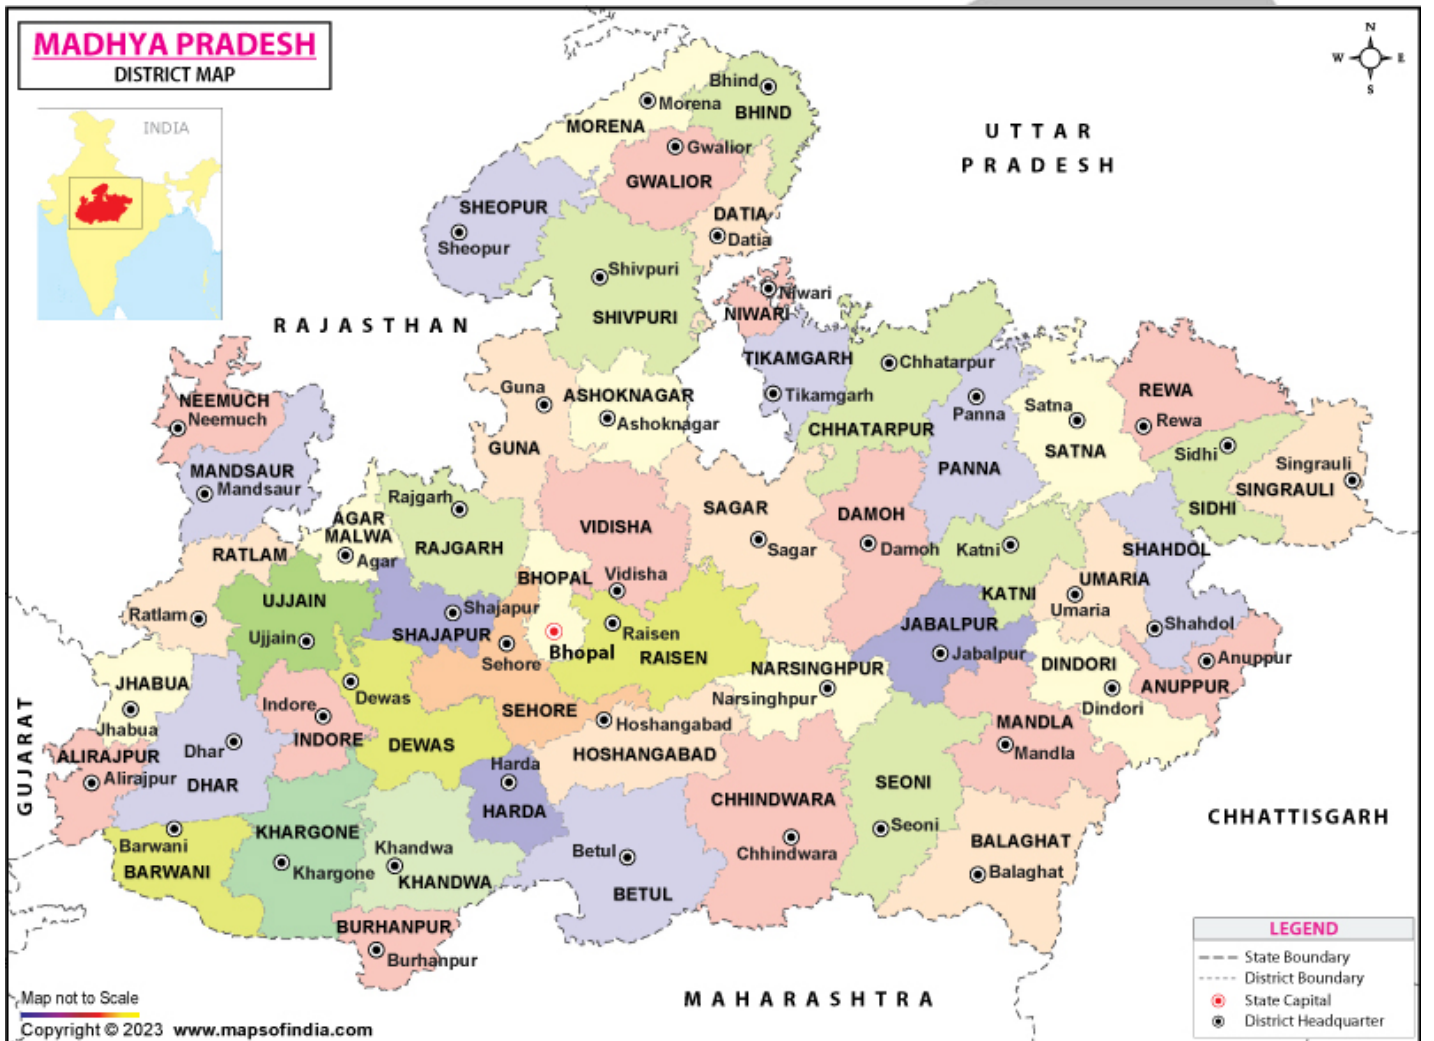 MADHYA PRADESH
DISTRICT MAP
INDIA
N
W
E
S
UTTAR
PRADESH
RAJASTHAN
GUJARAT
CHHATTISGARH
MAHARASHTRA
Bhind
BHIND
Morena
MORENA
Gwalior
GWALIOR
SHEOPUR
Sheopur
DATIA
Datia
Shivpuri
SHIVPURI
Niwari
NIWARI
TIKAMGARH
Tikamgarh
Chhatarpur
CHHATARPUR
Panna
PANNA
Satna
SATNA
REWA
Rewa
Sidhi
SIDHI
Singrauli
SINGRAULI
NEEMUCH
Neemuch
MANDSAUR
Mandsaur
Guna
GUNA
ASHOKNAGAR
Ashoknagar
AGAR
MALWA
Agar
Rajgarh
RAJGARH
VIDISHA
Vidisha
SAGAR
Sagar
DAMOH
Damoh
Katni
KATNI
SHAHDOL
Shahdol
UMARIA
Umaria
RATLAM
Ratlam
UJJAIN
Ujjain
Shajapur
SHAJAPUR
BHOPAL
Bhopal
Sehore
SEHORE
Raisen
RAISEN
JABALPUR
Jabalpur
NARSINGHPUR
Narsinghpur
DINDORI
Dindori
Anuppur
ANUPPUR
JHABUA
Jhabua
Indore
INDORE
Dewas
DEWAS
Hoshangabad
HOSHANGABAD
MANDLA
Mandla
ALIRAJPUR
Alirajpur
Dhar
DHAR
Harda
HARDA
CHHINDWARA
Chhindwara
SEONI
Seoni
BALAGHAT
Balaghat
Barwani
BARWANI
KHARGONE
Khargone
Khandwa
KHANDWA
Betul
BETUL
BURHANPUR
Burhanpur
LEGEND
State Boundary
District Boundary
State Capital
District Headquarter
Map not to Scale
Copyright © 2023 www.mapsofindia.com